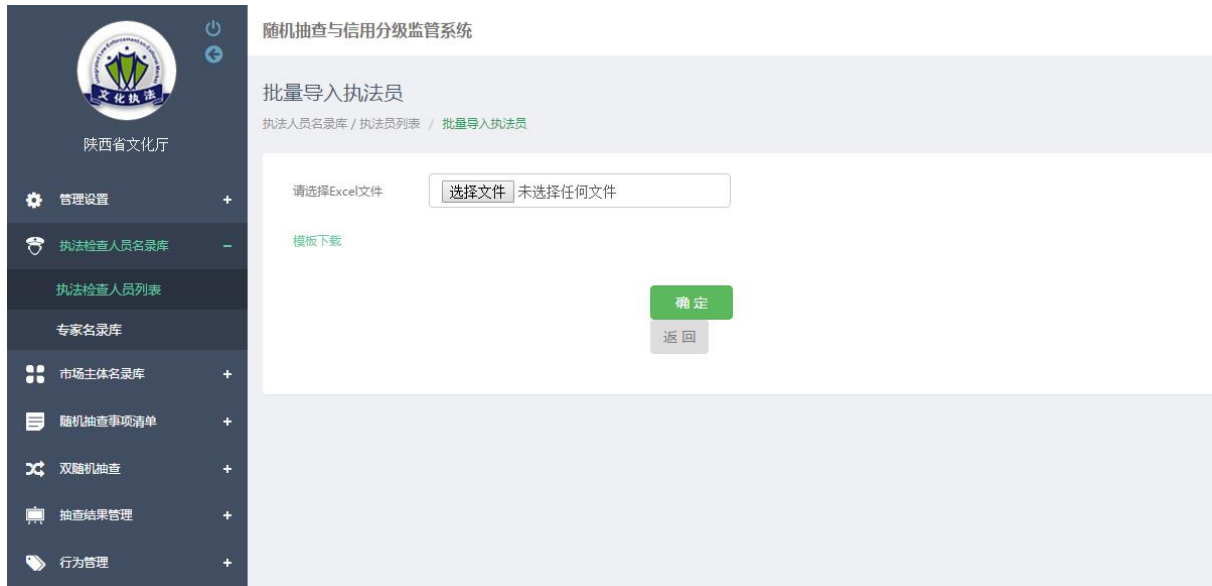 随机抽查与信用分级监管系统
文化执法
陕西省文化厅
管理设置 +
执法检查人员名录库 -
执法检查人员列表
专家名录库
市场主体名录库 +
随机抽查事项清单 +
双随机抽查 +
抽查结果管理 +
行为管理 +
批量导入执法员
执法人员名录库 / 执法员列表 / 批量导入执法员
请选择Excel文件 选择文件 未选择任何文件
模板下载
确 定
返 回